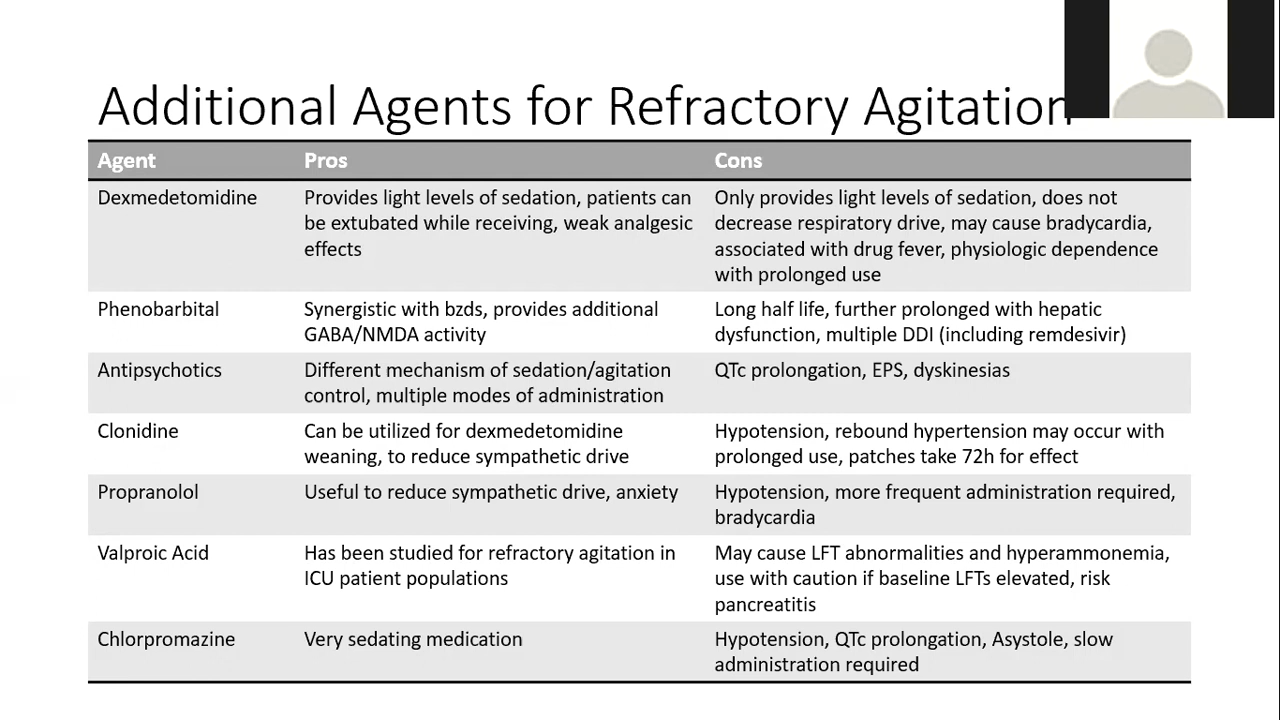 Additional Agents for Refractory Agitation
Agent Pros Cons
Dexmedetomidine Provides light levels of sedation, patients can Only provides light levels of sedation, does not
be extubated while receiving, weak analgesic decrease respiratory drive, may cause bradycardia,
effects associated with drug fever, physiologic dependence
with prolonged use
Phenobarbital Synergistic with bzds, provides additional Long half life, further prolonged with hepatic
GABA/NMDA activity dysfunction, multiple DDI (including remdesivir)
Antipsychotics Different mechanism of sedation/agitation QTc prolongation, EPS, dyskinesias
control, multiple modes of administration
Clonidine Can be utilized for dexmedetomidine Hypotension, rebound hypertension may occur with
weaning, to reduce sympathetic drive prolonged use, patches take 72h for effect
Propranolol Useful to reduce sympathetic drive, anxiety Hypotension, more frequent administration required,
bradycardia
Valproic Acid Has been studied for refractory agitation in May cause LFT abnormalities and hyperammonemia,
ICU patient populations use with caution if baseline LFTs elevated, risk
pancreatitis
Chlorpromazine Very sedating medication Hypotension, QTc prolongation, Asystole, slow
administration required